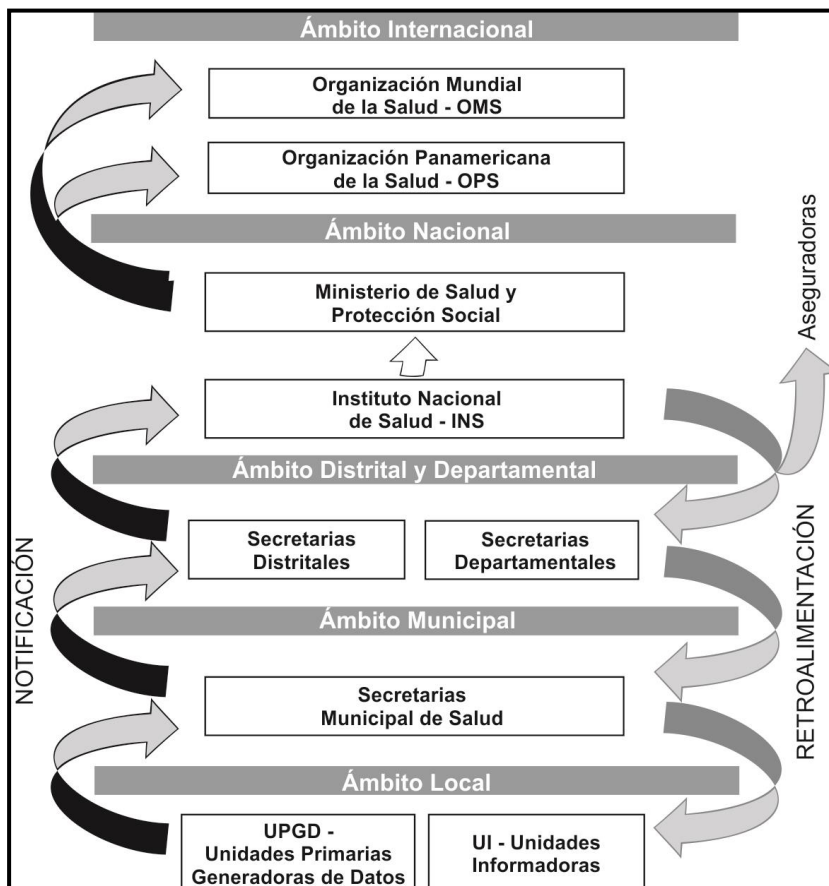 Ámbito Internacional
Organización Mundial
de la Salud - OMS
Organización Panamericana
de la Salud - OPS
Ámbito Nacional
Ministerio de Salud y
Protección Social
Aseguradoras
Instituto Nacional
de Salud - INS
Ámbito Distrital y Departamental
Secretarias
Distritales
Secretarias
Departamentales
NOTIFICACIÓN
RETROALIMENTACIÓN
Ámbito Municipal
Secretarias
Municipal de Salud
Ámbito Local
UPGD -
Unidades Primarias
Generadoras de Datos
UI - Unidades
Informadoras